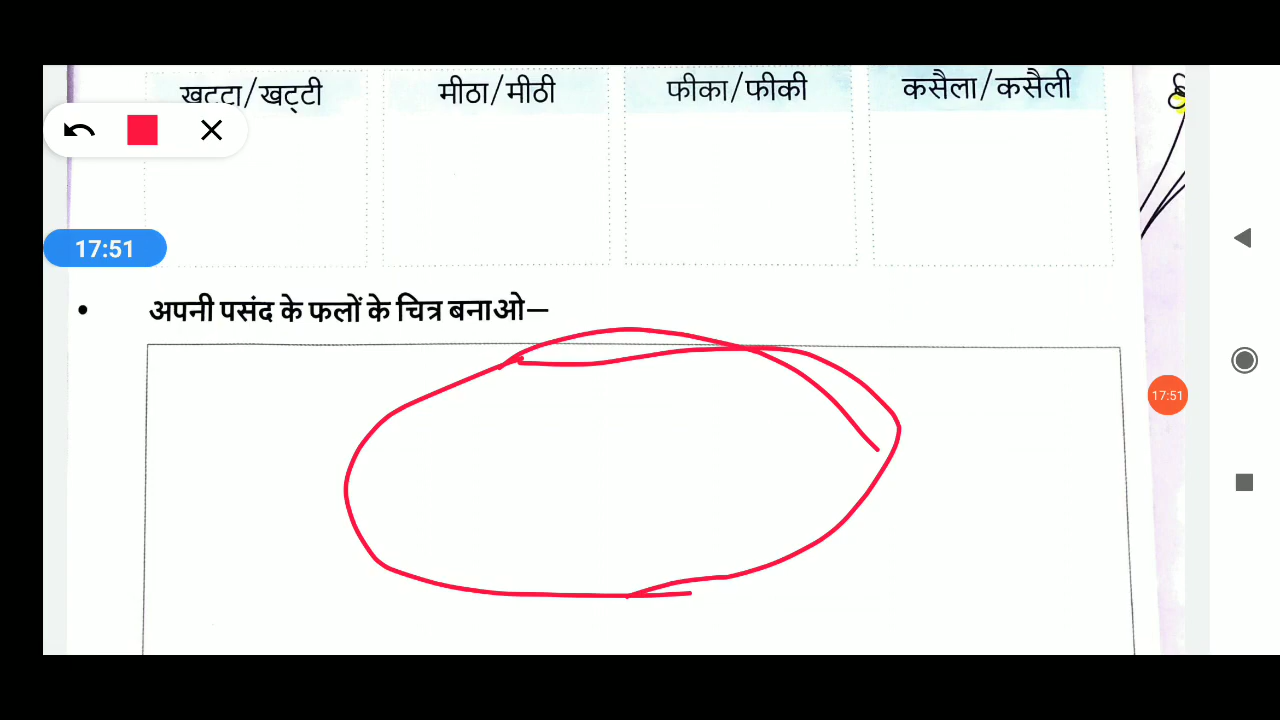 खट्टा/खट्टी मीठा/मीठी फीका/फीकी कसैला/कसैली
17:51
• अपनी पसंद के फलों के चित्र बनाओ—
17:51